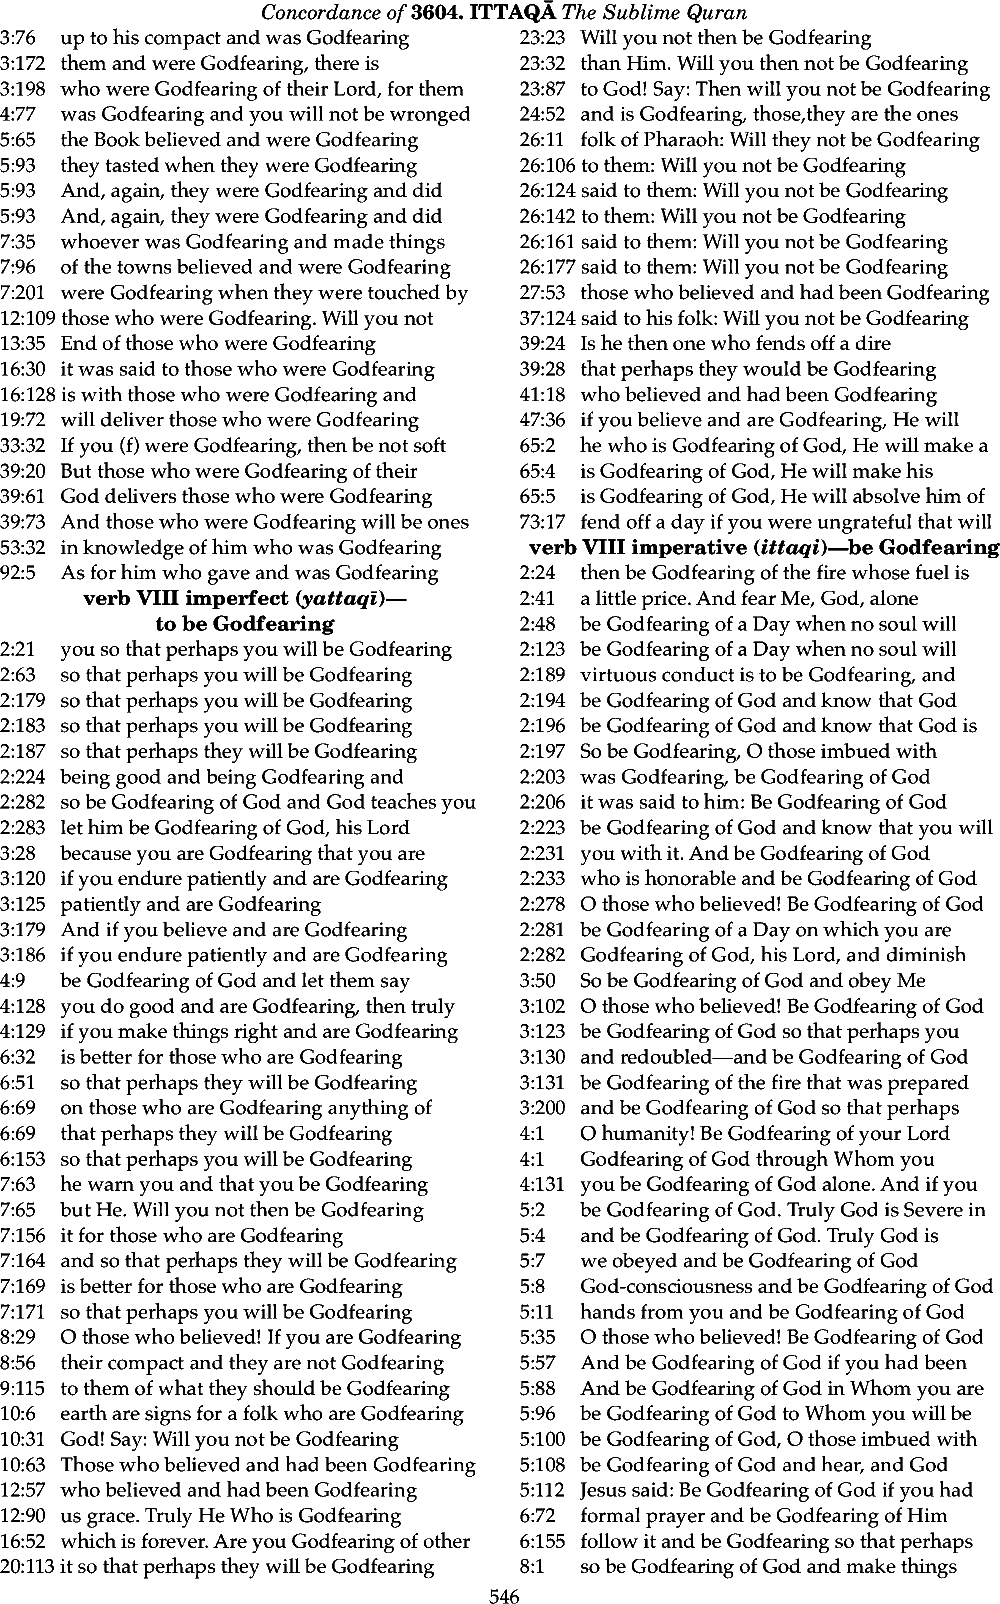 Concordance of 3604. ITTAQĀ The Sublime Quran
3:76 up to his compact and was Godfearing
3:172 them and were Godfearing, there is
3:198 who were Godfearing of their Lord, for them
4:77 was Godfearing and you will not be wronged
5:65 the Book believed and were Godfearing
5:93 they tasted when they were Godfearing
5:93 And, again, they were Godfearing and did
5:93 And, again, they were Godfearing and did
7:35 whoever was Godfearing and made things
7:96 of the towns believed and were Godfearing
7:201 were Godfearing when they were touched by
12:109 those who were Godfearing. Will you not
13:35 End of those who were Godfearing
16:30 it was said to those who were Godfearing
16:128 is with those who were Godfearing and
19:72 will deliver those who were Godfearing
33:32 If you (f) were Godfearing, then be not soft
39:20 But those who were Godfearing of their
39:61 God delivers those who were Godfearing
39:73 And those who were Godfearing will be ones
53:32 in knowledge of him who was Godfearing
92:5 As for him who gave and was Godfearing
verb VIII imperfect (yattaqī)—
to be Godfearing
2:21 you so that perhaps you will be Godfearing
2:63 so that perhaps you will be Godfearing
2:179 so that perhaps you will be Godfearing
2:183 so that perhaps you will be Godfearing
2:187 so that perhaps they will be Godfearing
2:224 being good and being Godfearing and
2:282 so be Godfearing of God and God teaches you
2:283 let him be Godfearing of God, his Lord
3:28 because you are Godfearing that you are
3:120 if you endure patiently and are Godfearing
3:125 patiently and are Godfearing
3:179 And if you believe and are Godfearing
3:186 if you endure patiently and are Godfearing
4:9 be Godfearing of God and let them say
4:128 you do good and are Godfearing, then truly
4:129 if you make things right and are Godfearing
6:32 is better for those who are Godfearing
6:51 so that perhaps they will be Godfearing
6:69 on those who are Godfearing anything of
6:69 that perhaps they will be Godfearing
6:153 so that perhaps you will be Godfearing
7:63 he warn you and that you be Godfearing
7:65 but He. Will you not then be Godfearing
7:156 it for those who are Godfearing
7:164 and so that perhaps they will be Godfearing
7:169 is better for those who are Godfearing
7:171 so that perhaps you will be Godfearing
8:29 O those who believed! If you are Godfearing
8:56 their compact and they are not Godfearing
9:115 to them of what they should be Godfearing
10:6 earth are signs for a folk who are Godfearing
10:31 God! Say: Will you not be Godfearing
10:63 Those who believed and had been Godfearing
12:57 who believed and had been Godfearing
12:90 us grace. Truly He Who is Godfearing
16:52 which is forever. Are you Godfearing of other
20:113 it so that perhaps they will be Godfearing
23:23 Will you not then be Godfearing
23:32 than Him. Will you then not be Godfearing
23:87 to God! Say: Then will you not be Godfearing
24:52 and is Godfearing, those,they are the ones
26:11 folk of Pharaoh: Will they not be Godfearing
26:106 to them: Will you not be Godfearing
26:124 said to them: Will you not be Godfearing
26:142 to them: Will you not be Godfearing
26:161 said to them: Will you not be Godfearing
26:177 said to them: Will you not be Godfearing
27:53 those who believed and had been Godfearing
37:124 said to his folk: Will you not be Godfearing
39:24 Is he then one who fends off a dire
39:28 that perhaps they would be Godfearing
41:18 who believed and had been Godfearing
47:36 if you believe and are Godfearing, He will
65:2 he who is Godfearing of God, He will make a
65:4 is Godfearing of God, He will make his
65:5 is Godfearing of God, He will absolve him of
73:17 fend off a day if you were ungrateful that will
verb VIII imperative (ittaqi)—be Godfearing
2:24 then be Godfearing of the fire whose fuel is
2:41 a little price. And fear Me, God, alone
2:48 be Godfearing of a Day when no soul will
2:123 be Godfearing of a Day when no soul will
2:189 virtuous conduct is to be Godfearing, and
2:194 be Godfearing of God and know that God
2:196 be Godfearing of God and know that God is
2:197 So be Godfearing, O those imbued with
2:203 was Godfearing, be Godfearing of God
2:206 it was said to him: Be Godfearing of God
2:223 be Godfearing of God and know that you will
2:231 you with it. And be Godfearing of God
2:233 who is honorable and be Godfearing of God
2:278 O those who believed! Be Godfearing of God
2:281 be Godfearing of a Day on which you are
2:282 Godfearing of God, his Lord, and diminish
3:50 So be Godfearing of God and obey Me
3:102 O those who believed! Be Godfearing of God
3:123 be Godfearing of God so that perhaps you
3:130 and redoubled—and be Godfearing of God
3:131 be Godfearing of the fire that was prepared
3:200 and be Godfearing of God so that perhaps
4:1 O humanity! Be Godfearing of your Lord
4:1 Godfearing of God through Whom you
4:131 you be Godfearing of God alone. And if you
5:2 be Godfearing of God. Truly God is Severe in
5:4 and be Godfearing of God. Truly God is
5:7 we obeyed and be Godfearing of God
5:8 God-consciousness and be Godfearing of God
5:11 hands from you and be Godfearing of God
5:35 O those who believed! Be Godfearing of God
5:57 And be Godfearing of God if you had been
5:88 And be Godfearing of God in Whom you are
5:96 be Godfearing of God to Whom you will be
5:100 be Godfearing of God, O those imbued with
5:108 be Godfearing of God and hear, and God
5:112 Jesus said: Be Godfearing of God if you had
6:72 formal prayer and be Godfearing of Him
6:155 follow it and be Godfearing so that perhaps
8:1 so be Godfearing of God and make things
546